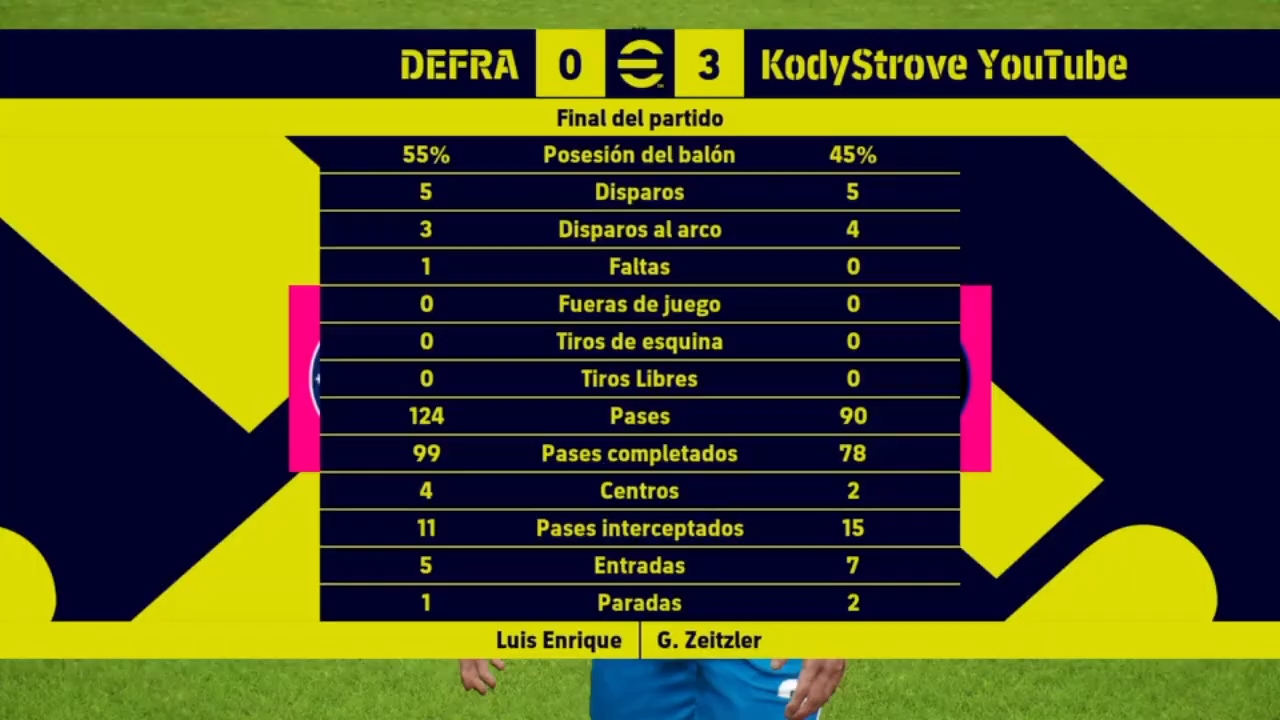 DEFRA 0 3 KodyStrove YouTube
Final del partido
55% Posesión del balón 45%
5 Disparos 5
3 Disparos al arco 4
1 Faltas 0
0 Fueras de juego 0
0 Tiros de esquina 0
0 Tiros Libres 0
124 Pases 90
99 Pases completados 78
4 Centros 2
11 Pases interceptados 15
5 Entradas 7
1 Paradas 2
Luis Enrique G. Zeitzler